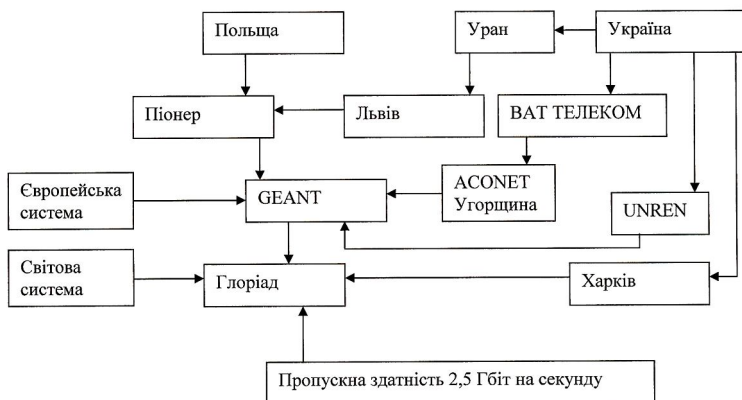 Польща
Уран
Україна
Піонер
Львів
ВАТ ТЕЛЕКОМ
Європейська
система
GEANT
ACONET
Угорщина
UNREN
Світова
система
Глоріад
Харків
Пропускна здатність 2,5 Гбіт на секунду